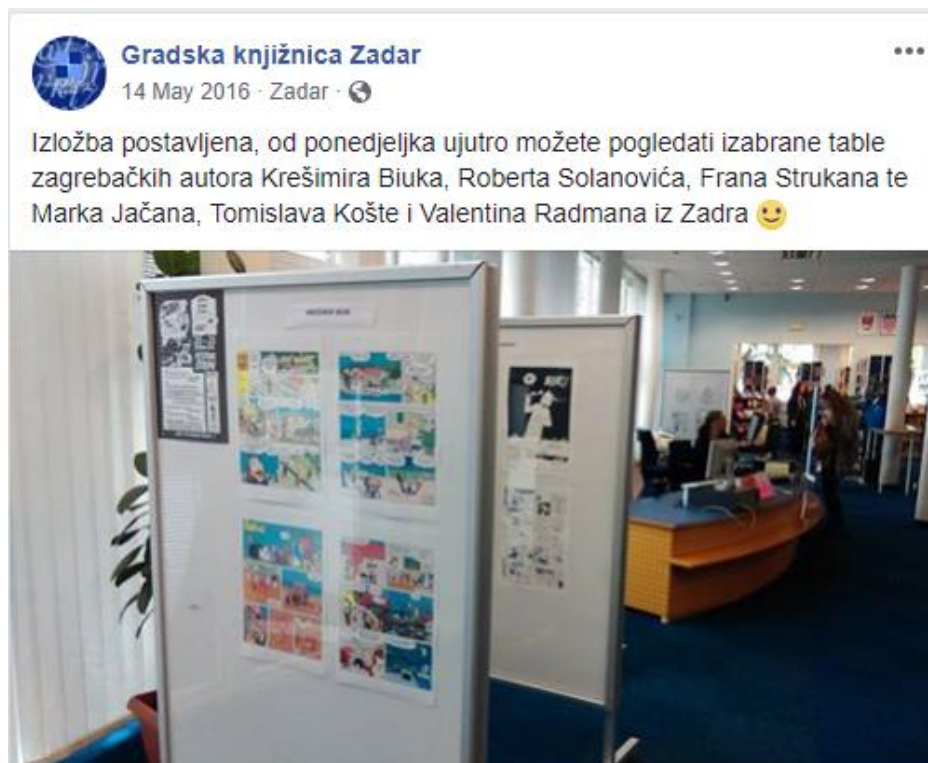 Gradska knjižnica Zadar
14 May 2016 · Zadar ·
Izložba postavljena, od ponedjeljka ujutro možete pogledati izabrane table
zagrebačkih autora Krešimira Biuka, Roberta Solanovića, Frana Strukana te
Marka Jačana, Tomislava Košte i Valentina Radmana iz Zadra